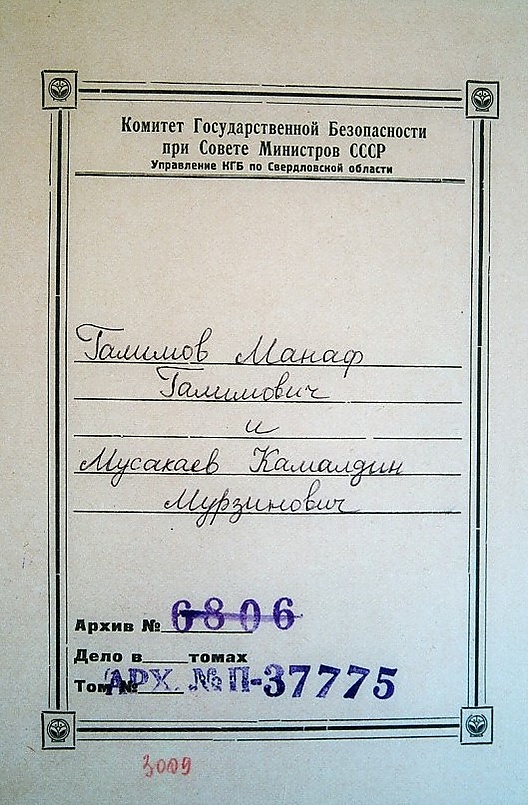 Комитет Государственной Безопасности
при Совете Министров СССР
Управление КГБ по Свердловской области
Галимов Манаф
Галимович
и
Мусакаев Камалдин
Мурзинович
Архив № 6806
Дело в томах
Том №
АРХ. № П-37775
3009